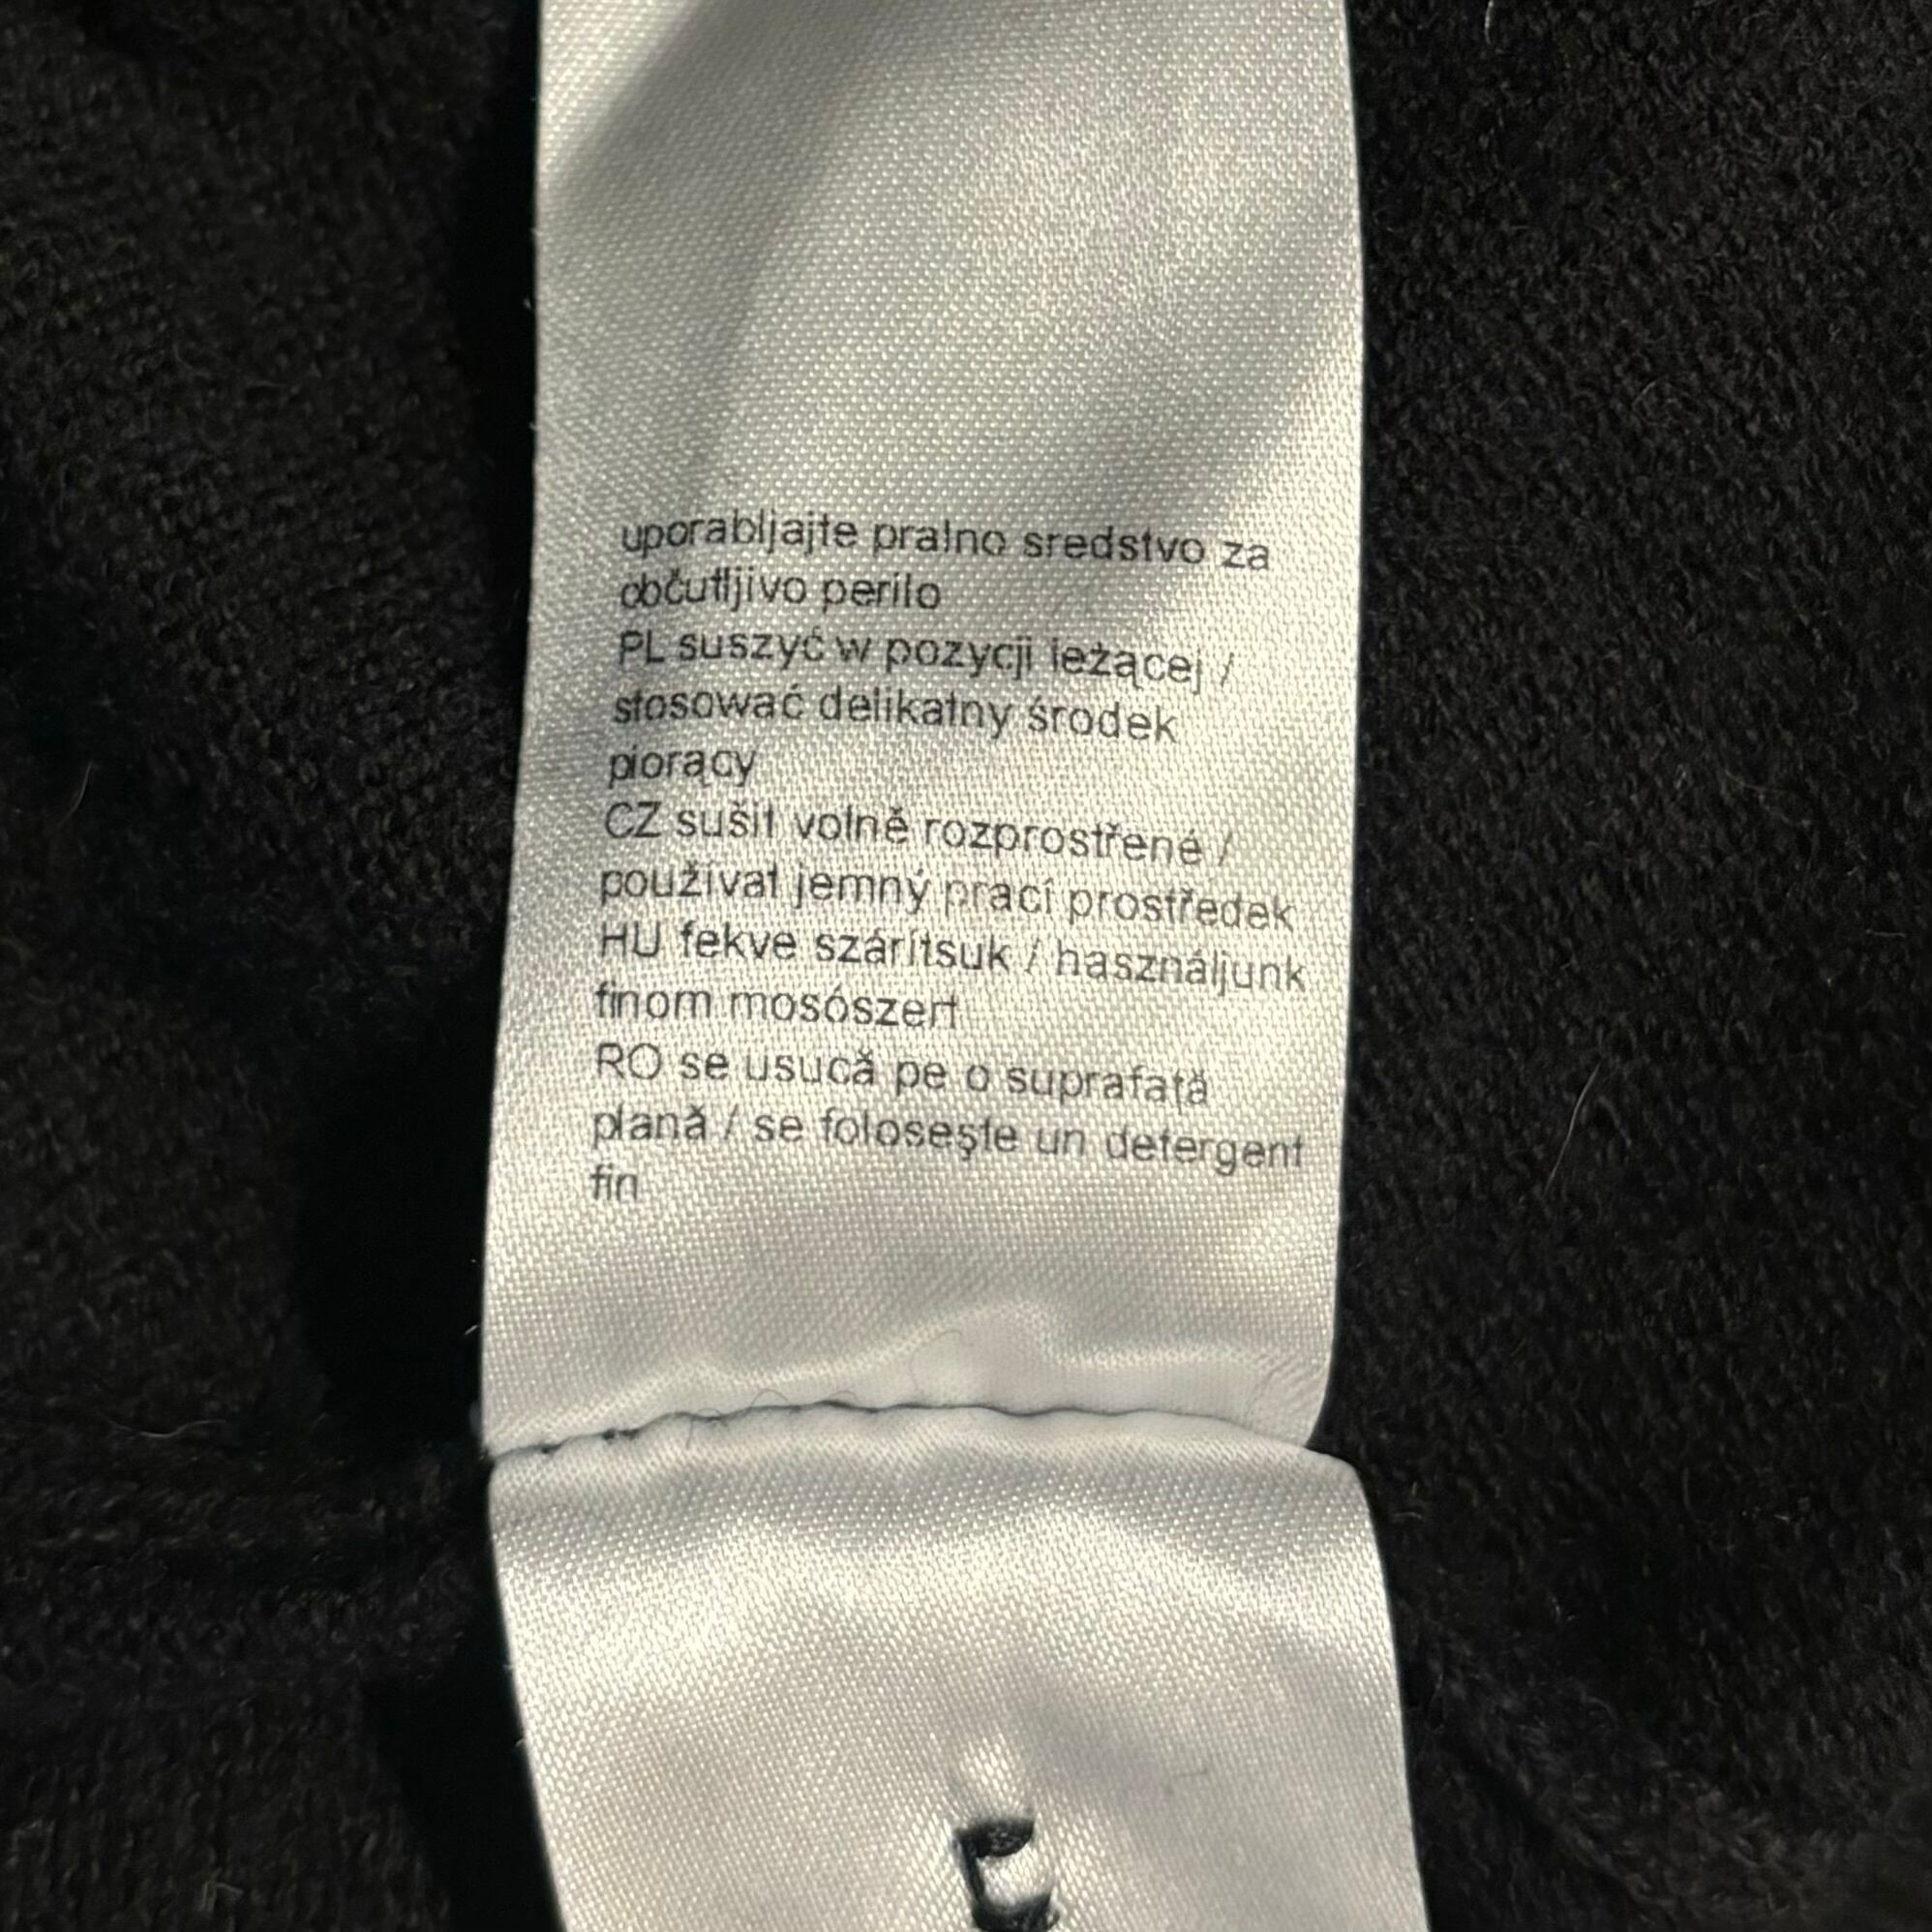 uporabljajte pralno sredstvo za
občutljivo perilo
PL suszyć w pozycji leżącej /
stosować delikatny środek
piorący
CZ sušit volně rozprostřené /
používat jemný prací prostředek
HU fekve szárítsuk / használjunk
finom mosószert
RO se usucă pe o suprafaţă
plană / se foloseşte un detergent
fin